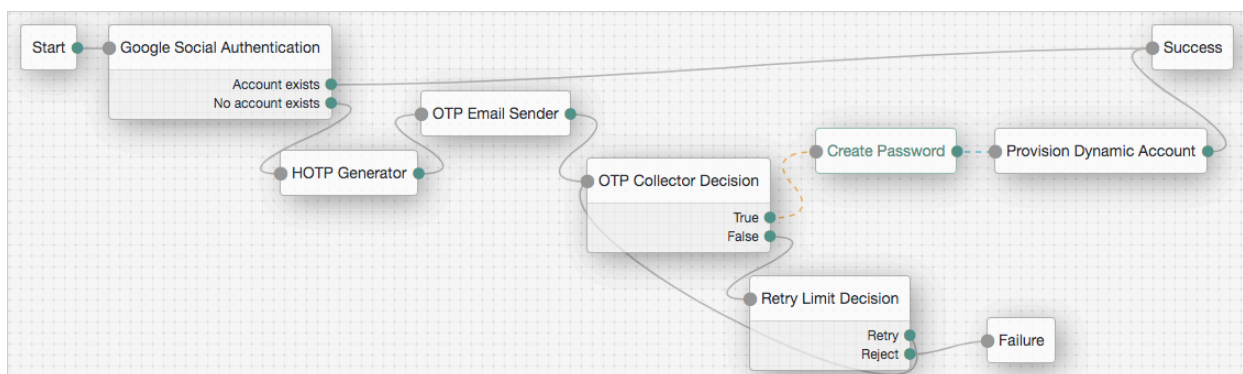 Start
Google Social Authentication
Account exists
No account exists
Success
OTP Email Sender
HOTP Generator
Create Password
Provision Dynamic Account
OTP Collector Decision
True
False
Retry Limit Decision
Retry
Reject
Failure